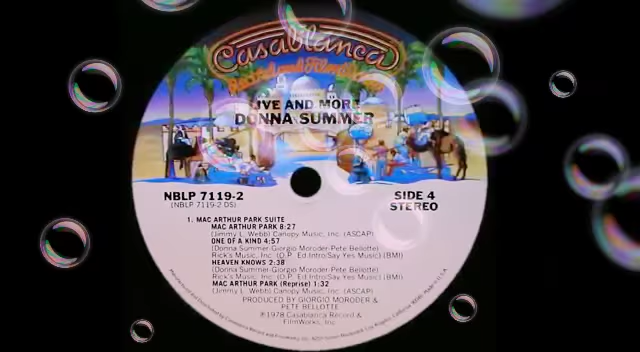 Casablanca
Record and FilmWorks
LIVE AND MORE
DONNA SUMMER
NBLP 7119-2
(NBLP 7119-2 DS)
SIDE 4
STEREO
1. MAC ARTHUR PARK SUITE
MAC ARTHUR PARK 8:27
(Jimmy L. Webb) Canopy Music, Inc. (ASCAP)
ONE OF A KIND 4:57
(Donna Summer-Giorgio Moroder-Pete Bellotte)
Rick's Music, Inc. (O.P. Ed.Intro/Say Yes Music) (BMI)
HEAVEN KNOWS 2:38
(Donna Summer-Giorgio Moroder-Pete Bellotte)
Rick's Music, Inc. (O.P. Ed.Intro/Say Yes Music) (BMI)
MAC ARTHUR PARK (Reprise) 1:32
(Jimmy L. Webb) Canopy Music, Inc. (ASCAP)
PRODUCED BY GIORGIO MORODER &
PETE BELLOTTE
℗1978 Casablanca Record &
FilmWorks, Inc.